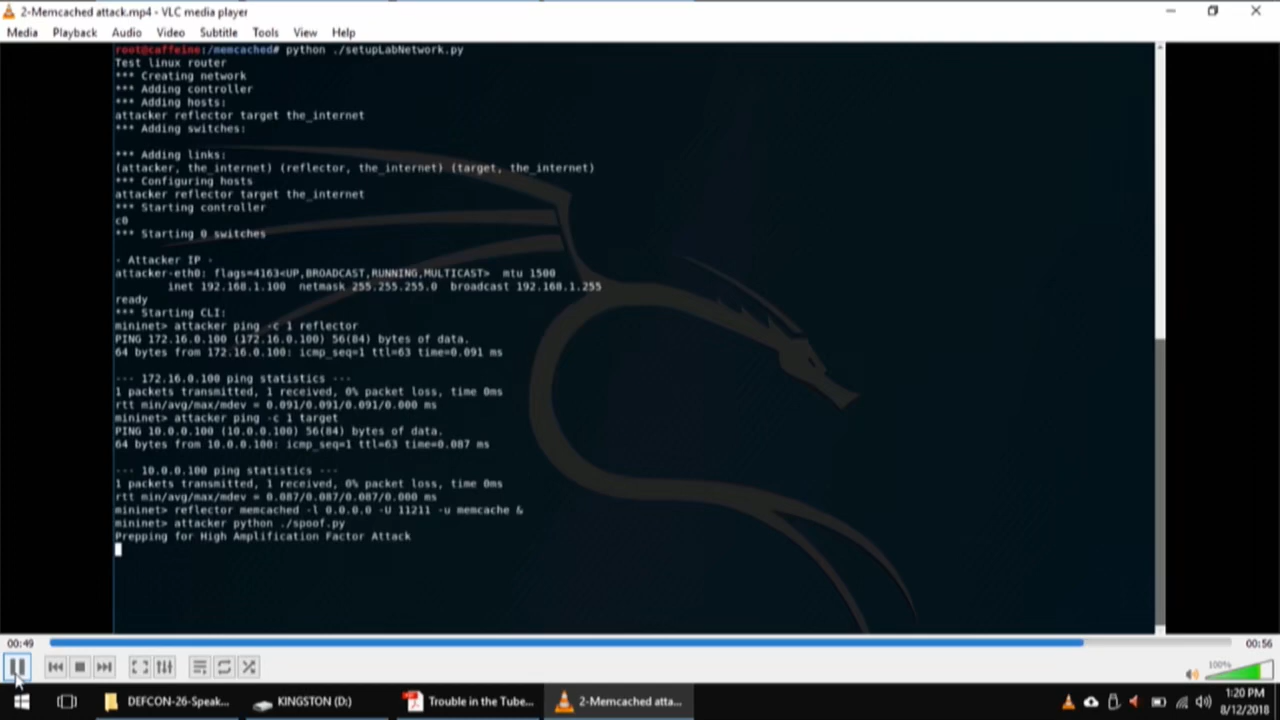 2-Memcached attack.mp4 - VLC media player
Media Playback Audio Video Subtitle Tools View Help
root@caffeine:/memcached# python ./setupLabNetwork.py
Test linux router
*** Creating network
*** Adding controller
*** Adding hosts:
attacker reflector target the_internet
*** Adding switches:
*** Adding links:
(attacker, the_internet) (reflector, the_internet) (target, the_internet)
*** Configuring hosts
attacker reflector target the_internet
*** Starting controller
c0
*** Starting 0 switches
- Attacker IP -
attacker-eth0: flags=4163<UP,BROADCAST,RUNNING,MULTICAST> mtu 1500
inet 192.168.1.100 netmask 255.255.255.0 broadcast 192.168.1.255
ready
*** Starting CLI:
mininet> attacker ping -c 1 reflector
PING 172.16.0.100 (172.16.0.100) 56(84) bytes of data.
64 bytes from 172.16.0.100: icmp_seq=1 ttl=63 time=0.091 ms
--- 172.16.0.100 ping statistics ---
1 packets transmitted, 1 received, 0% packet loss, time 0ms
rtt min/avg/max/mdev = 0.091/0.091/0.091/0.000 ms
mininet> attacker ping -c 1 target
PING 10.0.0.100 (10.0.0.100) 56(84) bytes of data.
64 bytes from 10.0.0.100: icmp_seq=1 ttl=63 time=0.087 ms
--- 10.0.0.100 ping statistics ---
1 packets transmitted, 1 received, 0% packet loss, time 0ms
rtt min/avg/max/mdev = 0.087/0.087/0.087/0.000 ms
mininet> reflector memcached -l 0.0.0.0 -U 11211 -u memcache &
mininet> attacker python ./spoof.py
Prepping for High Amplification Factor Attack
00:49 00:56
100%
DEFCON-26-Speak... KINGSTON (D:) Trouble in the Tube... 2-Memcached atta...
1:20 PM
8/12/2018